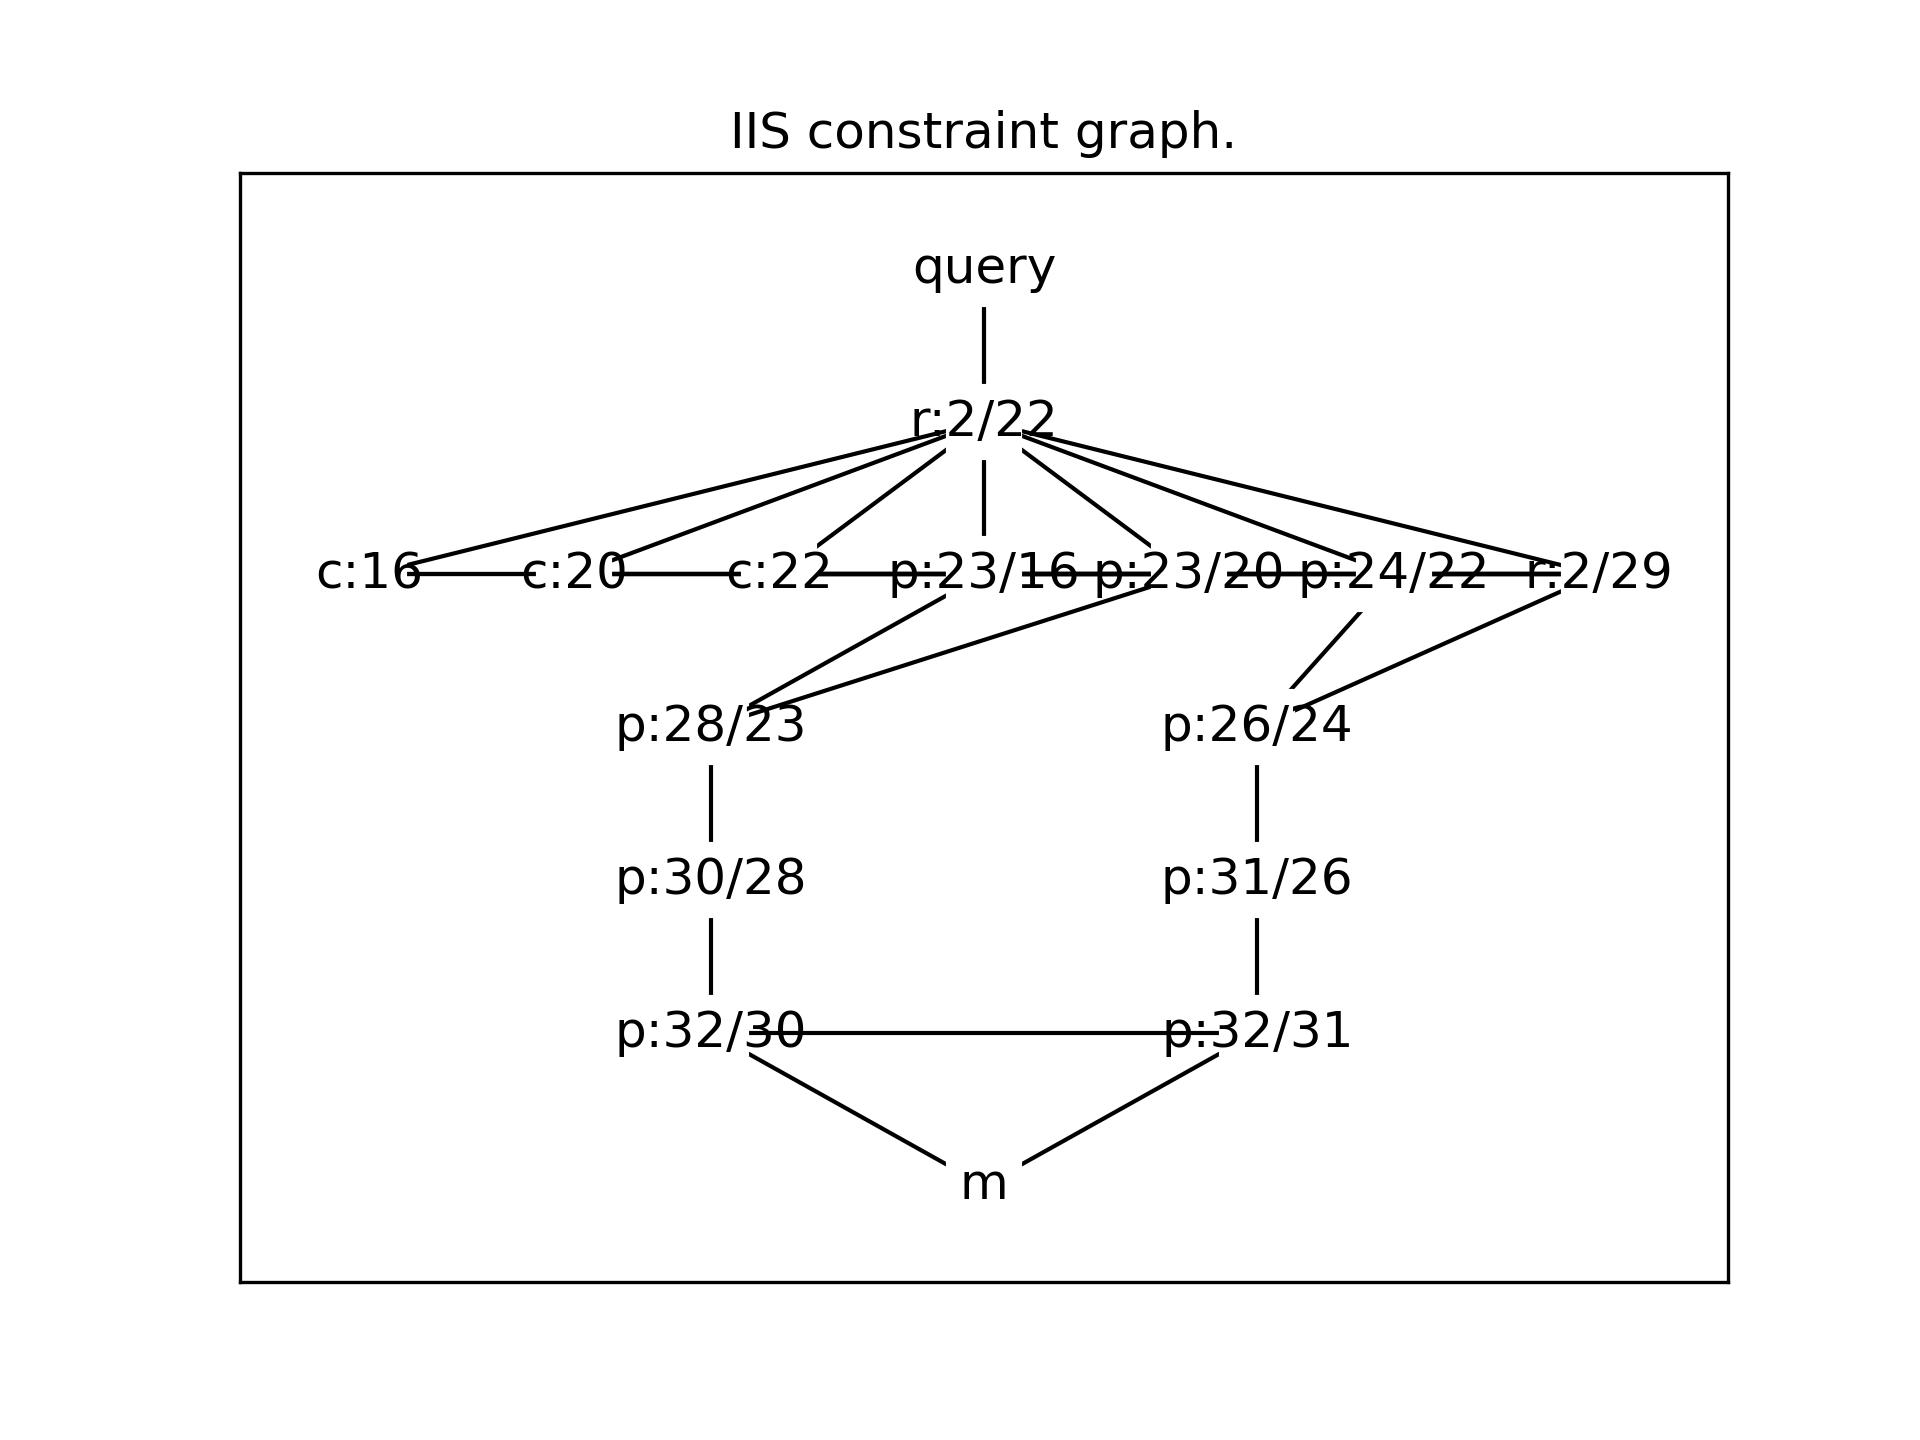 IIS constraint graph.
query
r:2/22
c:16 c:20 c:22 p:23/16 p:23/20 p:24/22 r:2/29
p:28/23 p:26/24
p:30/28 p:31/26
p:32/30 p:32/31
m